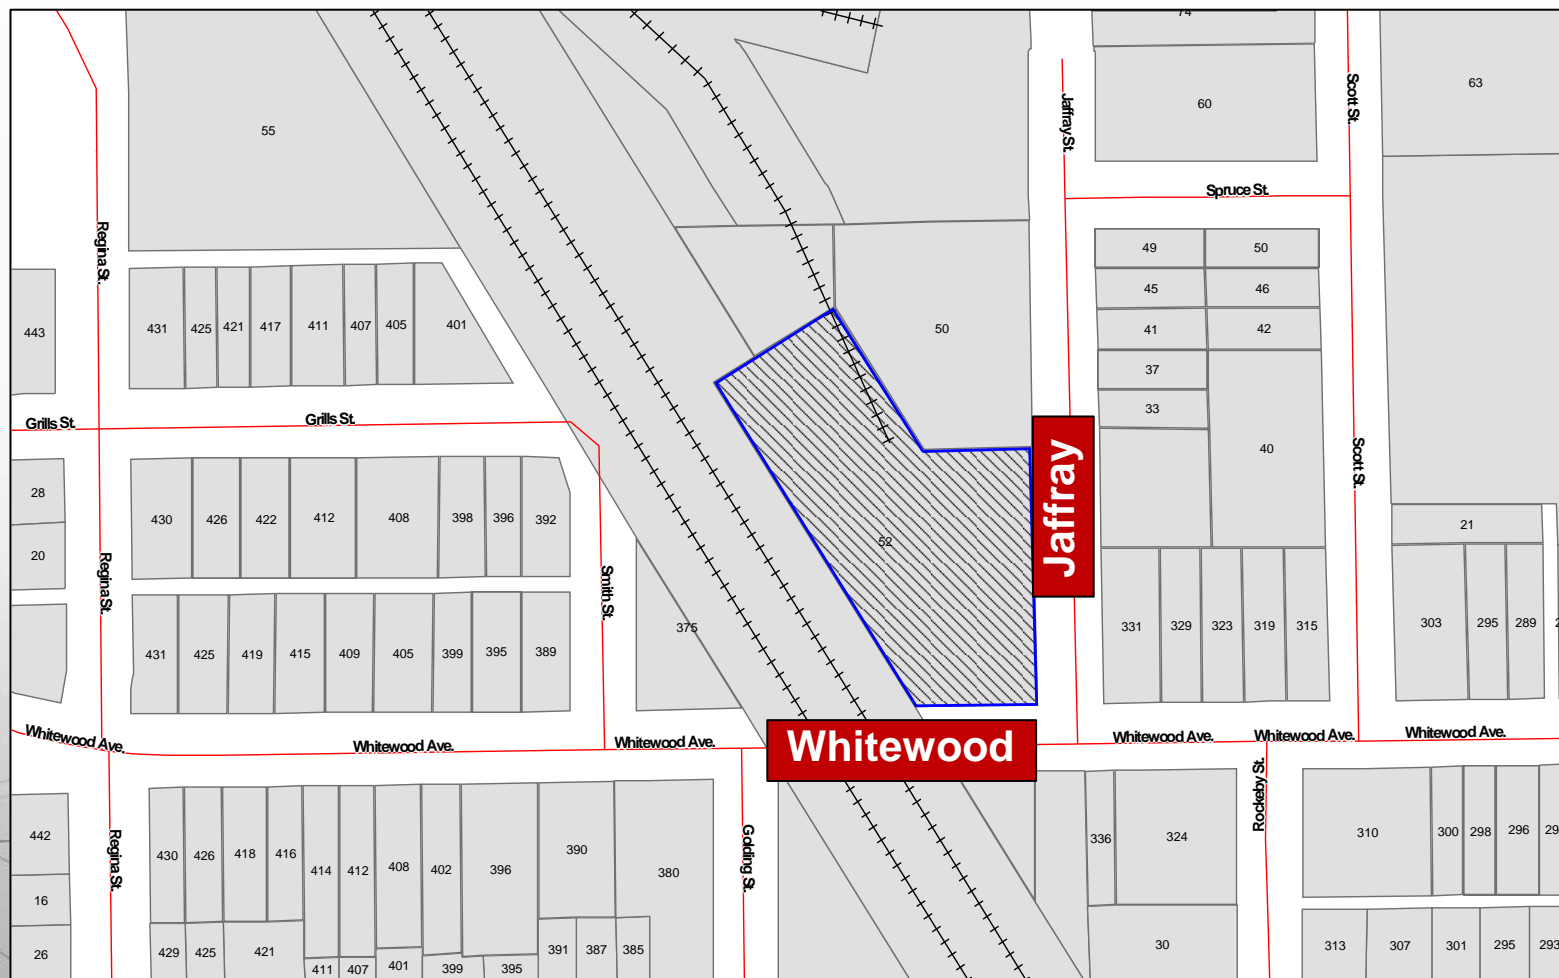 74
63
60
55
Jaffray St.
Scott St.
Spruce St.
Regina St.
49 50
45 46
443
431 425 421 417 411 407 405 401
50
41 42
37
33
Grills St.
Grills St.
Jaffray
40
Scott St.
28
430 426 422 412 408 398 396 392
21
20
52
Regina St.
Smith St.
431 425 419 415 409 405 399 395 389
375
331 329 323 319 315
303 295 289
Whitewood Ave.
Whitewood Ave.
Whitewood Ave.
Whitewood
Whitewood Ave.
Whitewood Ave.
Whitewood Ave.
Rockeby St.
442
Regina St.
430 426 418 416 414 412 408 402 396 390 380
Golding St.
336 324
310 300 298 296
16
26
429 425 421 411 407 401 399 395 391 387 385
30
313 307 301 295 293